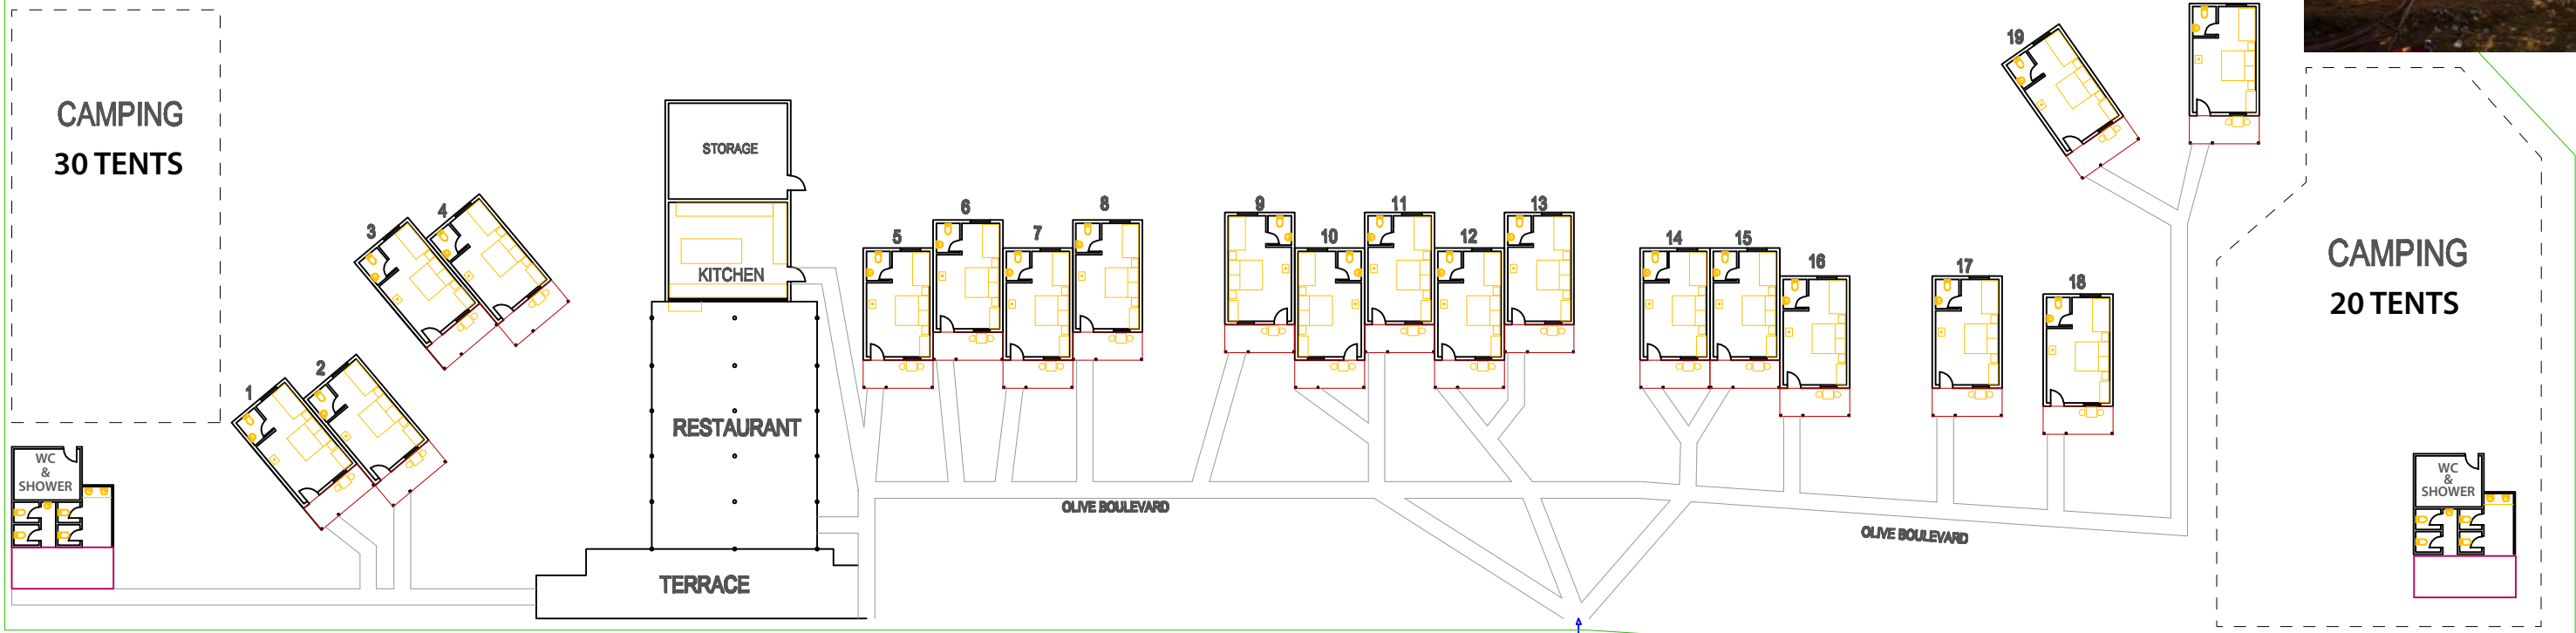 CAMPING
30 TENTS
WC
&
SHOWER
1
2
3
4
STORAGE
KITCHEN
RESTAURANT
TERRACE
5
6
7
8
9
10
11
12
13
OLIVE BOULEVARD
14
15
16
17
18
19
OLIVE BOULEVARD
CAMPING
20 TENTS
WC
&
SHOWER